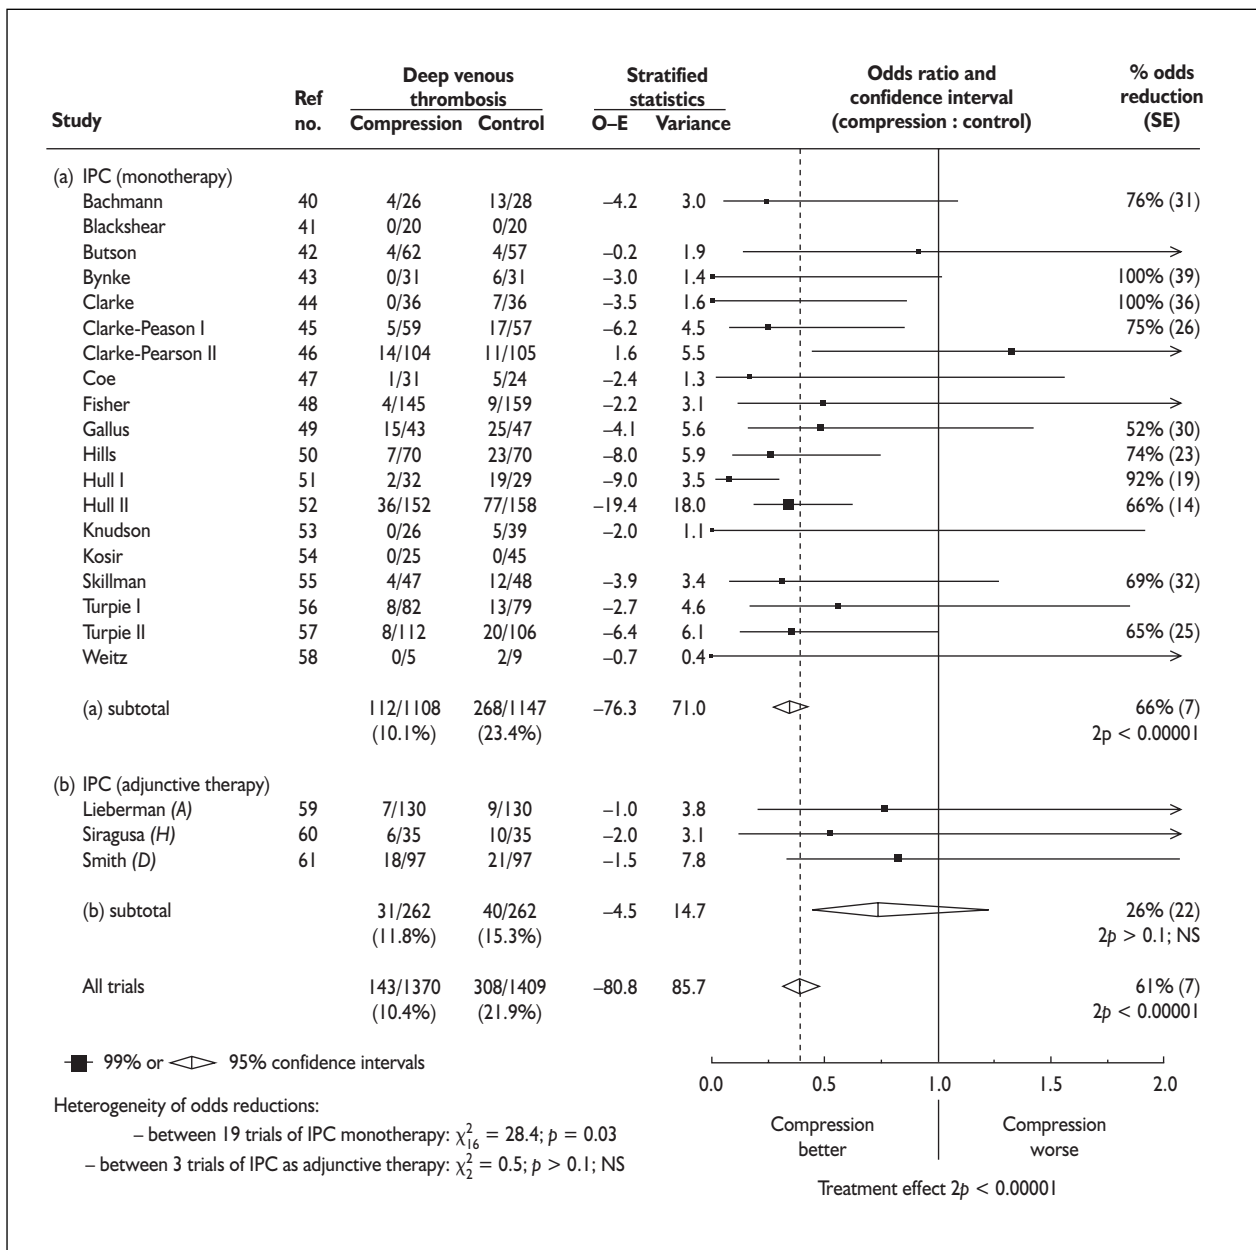 Deep venous Stratified Odds ratio and % odds
Ref thrombosis statistics confidence interval reduction
Study no. Compression Control O–E Variance (compression : control) (SE)
(a) IPC (monotherapy)
Bachmann 40 4/26 13/28 –4.2 3.0 76% (31)
Blackshear 41 0/20 0/20
Butson 42 4/62 4/57 –0.2 1.9
Bynke 43 0/31 6/31 –3.0 1.4 100% (39)
Clarke 44 0/36 7/36 –3.5 1.6 100% (36)
Clarke-Peason I 45 5/59 17/57 –6.2 4.5 75% (26)
Clarke-Pearson II 46 14/104 11/105 1.6 5.5
Coe 47 1/31 5/24 –2.4 1.3
Fisher 48 4/145 9/159 –2.2 3.1
Gallus 49 15/43 25/47 –4.1 5.6 52% (30)
Hills 50 7/70 23/70 –8.0 5.9 74% (23)
Hull I 51 2/32 19/29 –9.0 3.5 92% (19)
Hull II 52 36/152 77/158 –19.4 18.0 66% (14)
Knudson 53 0/26 5/39 –2.0 1.1
Kosir 54 0/25 0/45
Skillman 55 4/47 12/48 –3.9 3.4 69% (32)
Turpie I 56 8/82 13/79 –2.7 4.6
Turpie II 57 8/112 20/106 –6.4 6.1 65% (25)
Weitz 58 0/5 2/9 –0.7 0.4
(a) subtotal 112/1108 268/1147 –76.3 71.0 66% (7)
(10.1%) (23.4%) 2p < 0.00001
(b) IPC (adjunctive therapy)
Lieberman (A) 59 7/130 9/130 –1.0 3.8
Siragusa (H) 60 6/35 10/35 –2.0 3.1
Smith (D) 61 18/97 21/97 –1.5 7.8
(b) subtotal 31/262 40/262 –4.5 14.7 26% (22)
(11.8%) (15.3%) 2p > 0.1; NS
All trials 143/1370 308/1409 –80.8 85.7 61% (7)
(10.4%) (21.9%) 2p < 0.00001
99% or 95% confidence intervals
0.0 0.5 1.0 1.5 2.0
Heterogeneity of odds reductions:
– between 19 trials of IPC monotherapy: χ²₁₆ = 28.4; p = 0.03
– between 3 trials of IPC as adjunctive therapy: χ²₂ = 0.5; p > 0.1; NS
Compression Compression
better worse
Treatment effect 2p < 0.00001